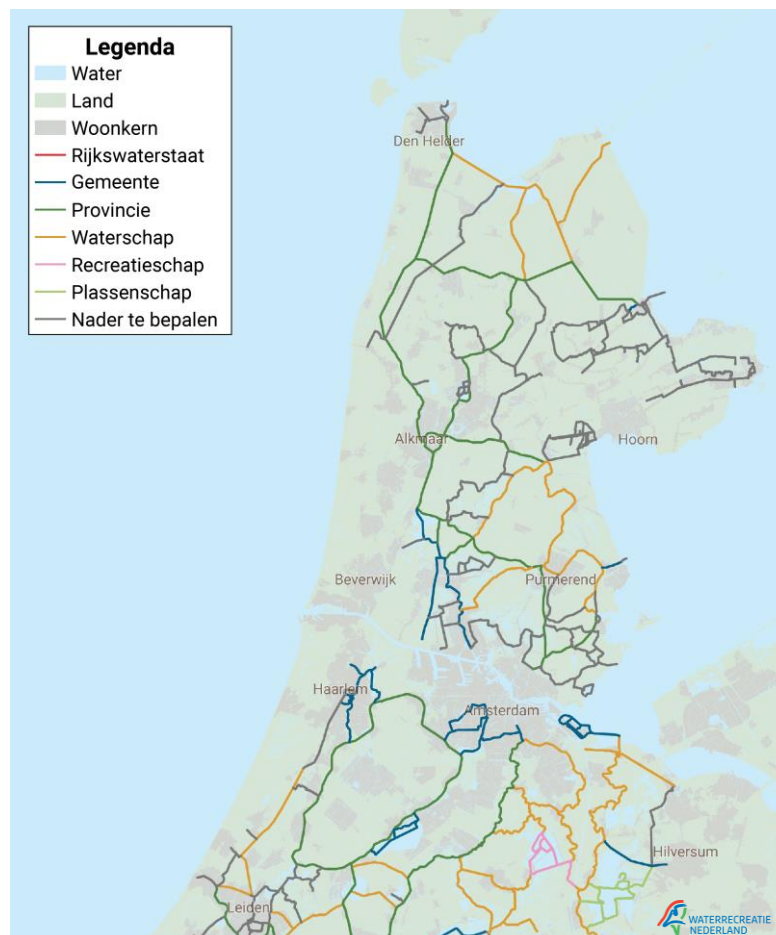 Legenda
Water
Land
Woonkern
Rijkswaterstaat
Gemeente
Provincie
Waterschap
Recreatieschap
Plassenschap
Nader te bepalen
Den Helder
Alkmaar
Hoorn
Beverwijk
Purmerend
Haarlem
Amsterdam
Hilversum
Leiden
WATERRECREATIE
NEDERLAND